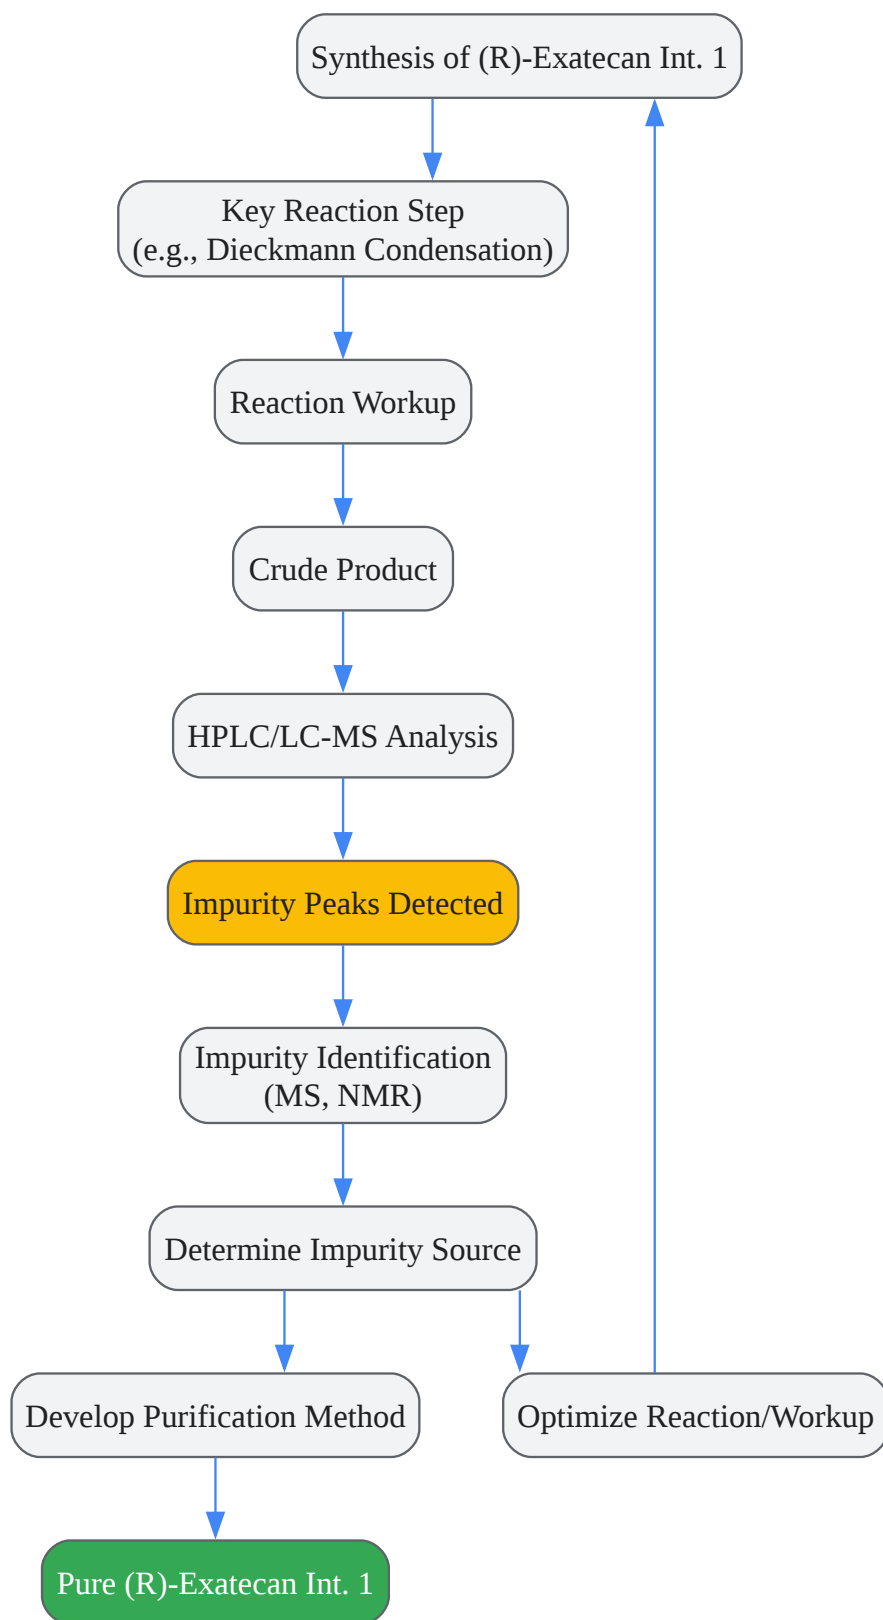 Synthesis of (R)-Exatecan Int. 1
Key Reaction Step
(e.g., Dieckmann Condensation)
Reaction Workup
Crude Product
HPLC/LC-MS Analysis
Impurity Peaks Detected
Impurity Identification
(MS, NMR)
Determine Impurity Source
Develop Purification Method
Optimize Reaction/Workup
Pure (R)-Exatecan Int. 1